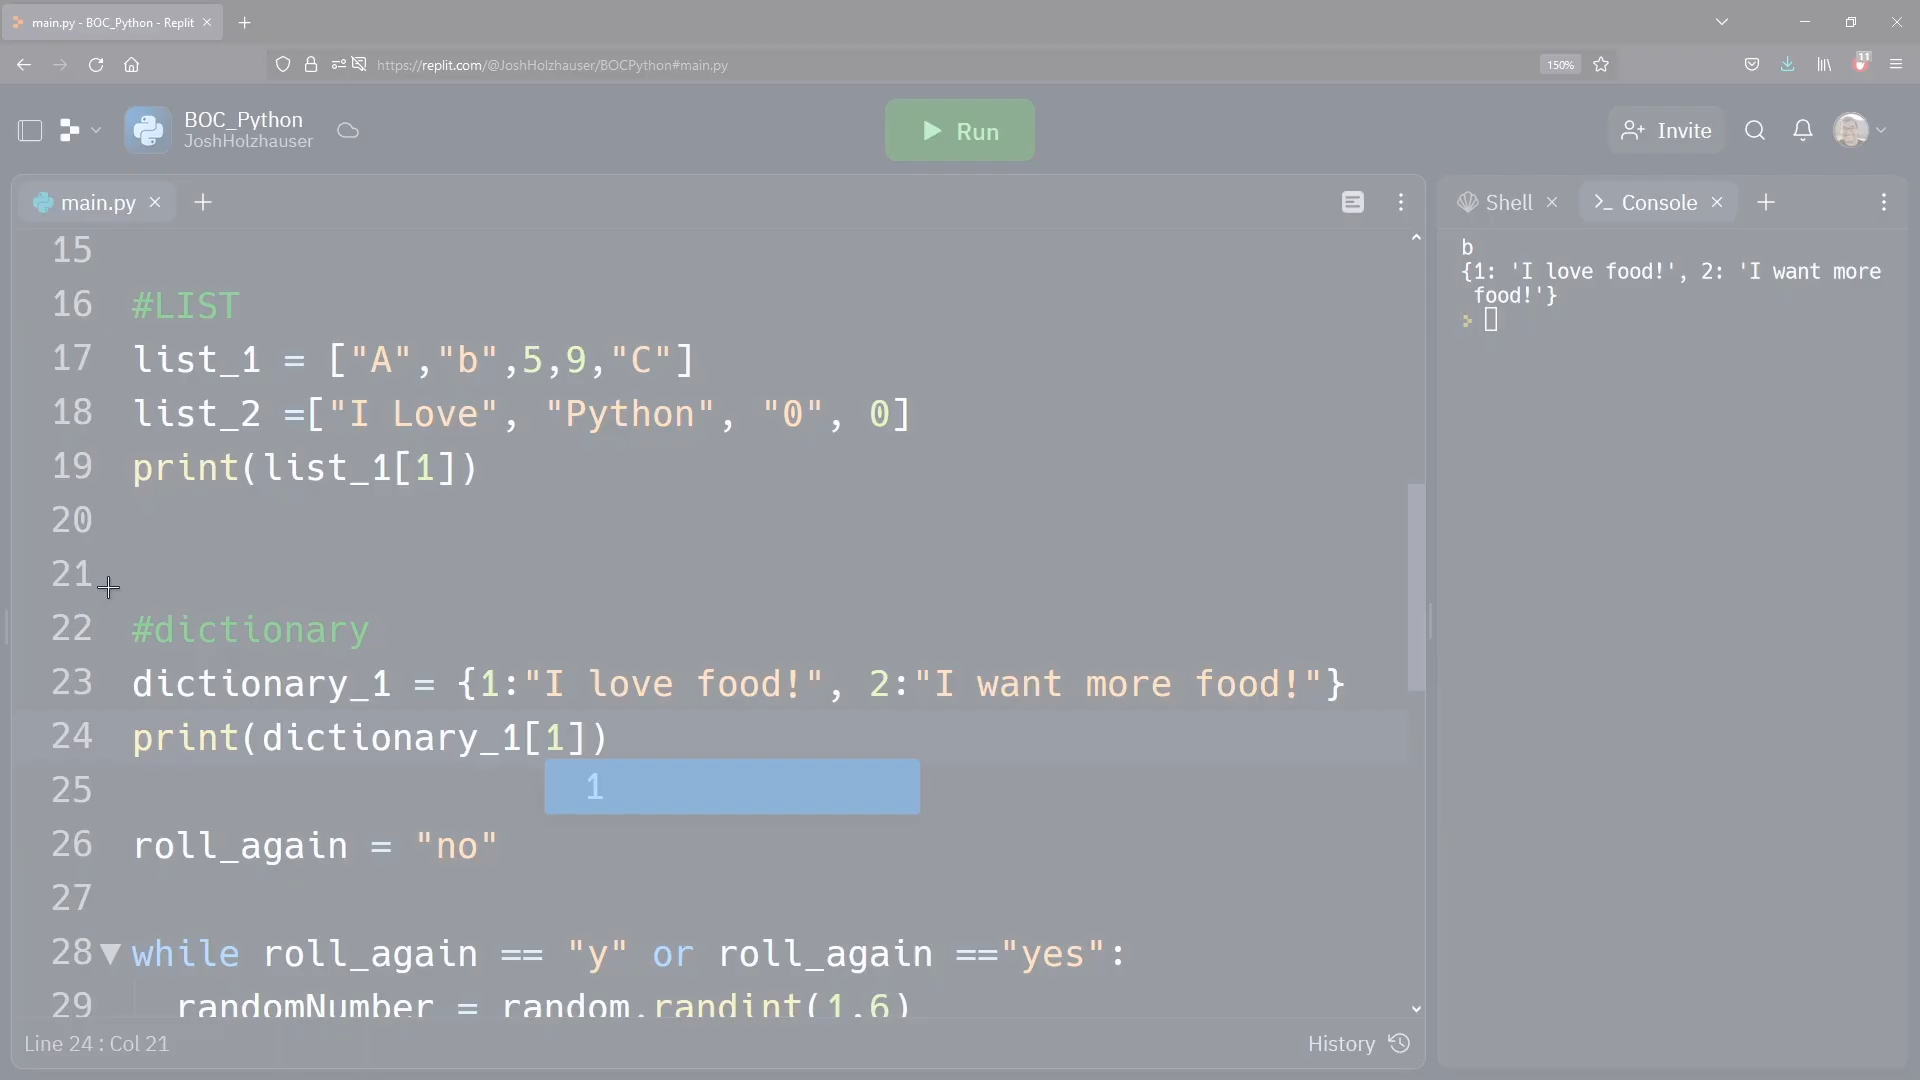 main.py - BOC_Python - Replit
https://replit.com/@JoshHolzhauser/BOCPython#main.py
150%
11
BOC_Python
JoshHolzhauser
Run
Invite
main.py
Shell
Console
15
16 #LIST
17 list_1 = ["A","b",5,9,"C"]
18 list_2 =["I Love", "Python", "0", 0]
19 print(list_1[1])
20
21
22 #dictionary
23 dictionary_1 = {1:"I love food!", 2:"I want more food!"}
24 print(dictionary_1[1])
1
25
26 roll_again = "no"
27
28 while roll_again == "y" or roll_again =="yes":
29 randomNumber = random.randint(1,6)
Line 24 : Col 21
History
b
{1: 'I love food!', 2: 'I want more
food!'}